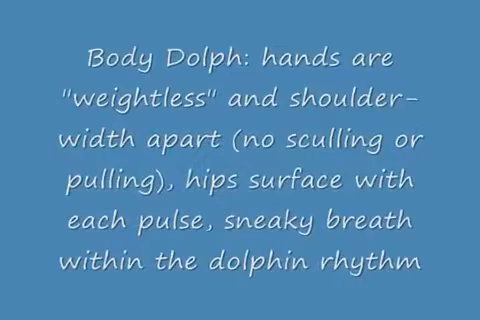 Body Dolph: hands are
"weightless" and shoulder-
width apart (no sculling or
pulling), hips surface with
each pulse, sneaky breath
within the dolphin rhythm